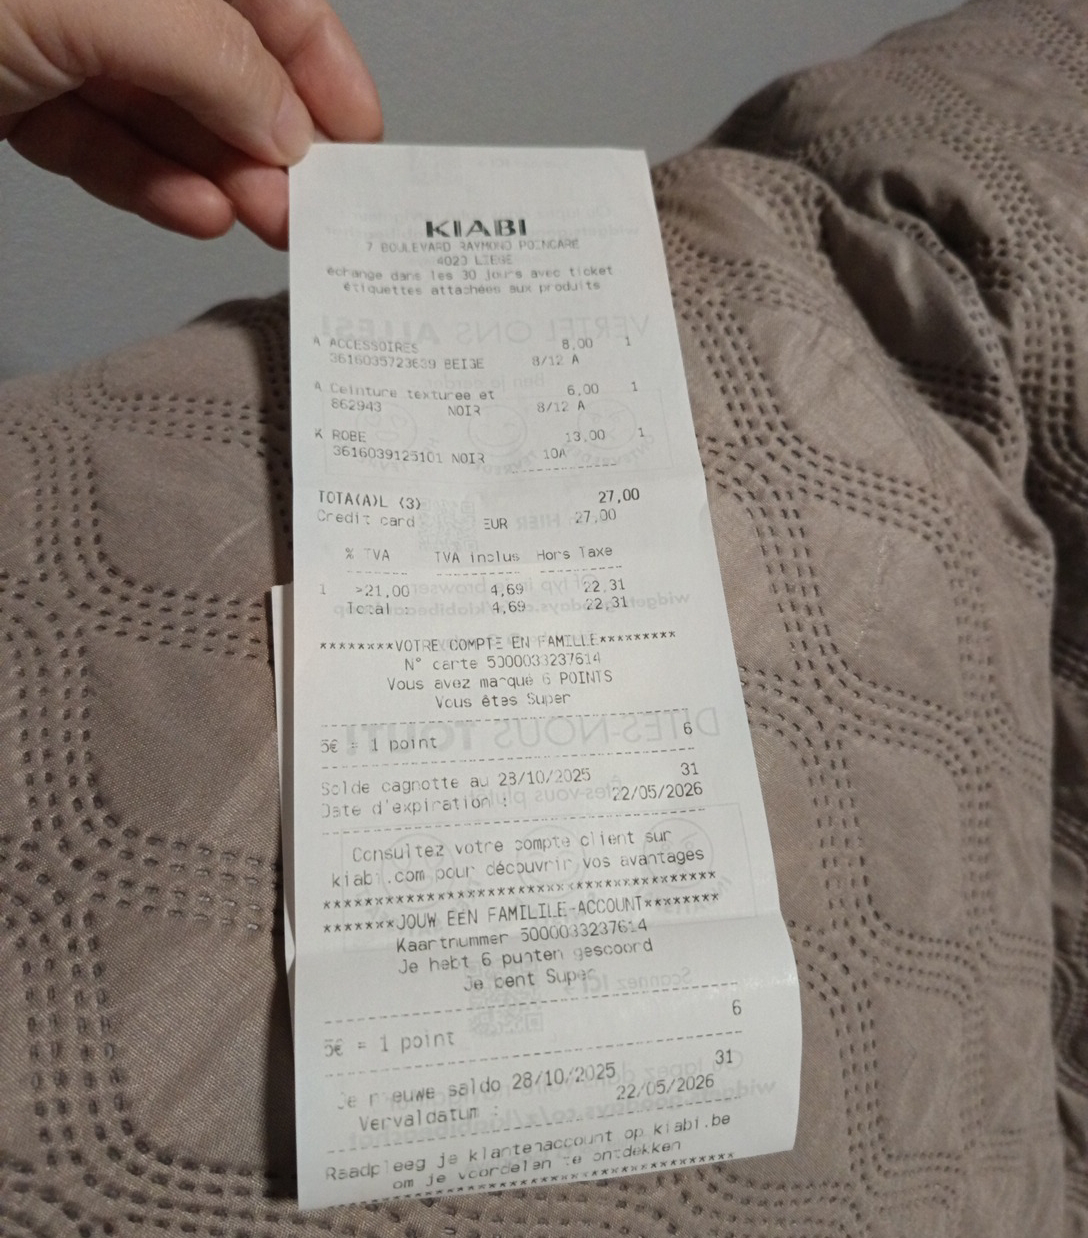 KIABI
7 BOULEVARD RAYMOND POINCARE
4020 LIEGE
échange dans les 30 jours avec ticket
étiquettes attachées aux produits
A ACCESSOIRES 8,00 1
3616035723639 BEIGE 8/12 A
A Ceinture texturee et 6,00 1
862943 NOIR 8/12 A
K ROBE 13,00 1
3616039125101 NOIR 10A
TOTA(A)L (3) 27,00
Credit card EUR 27,00
% TVA TVA inclus Hors Taxe
1 >21,00 4,69 22,31
Total : 4,69 22,31
********VOTRE COMPTE EN FAMILLE*********
N° carte 5000033237614
Vous avez marqué 6 POINTS
Vous êtes Super
5€ = 1 point 6
Solde cagnotte au 28/10/2025 31
Date d'expiration : 22/05/2026
Consultez votre compte client sur
kiabi.com pour découvrir vos avantages
****************************************
*******JOUW EEN FAMILILE-ACCOUNT********
Kaartnummer 5000033237614
Je hebt 6 punten gescoord
Je bent Super
5€ = 1 point 6
Je nieuwe saldo 28/10/2025 31
Vervaldatum : 22/05/2026
Raadpleeg je klantenaccount op kiabi.be
om je voordelen te ontdekken
****************************************